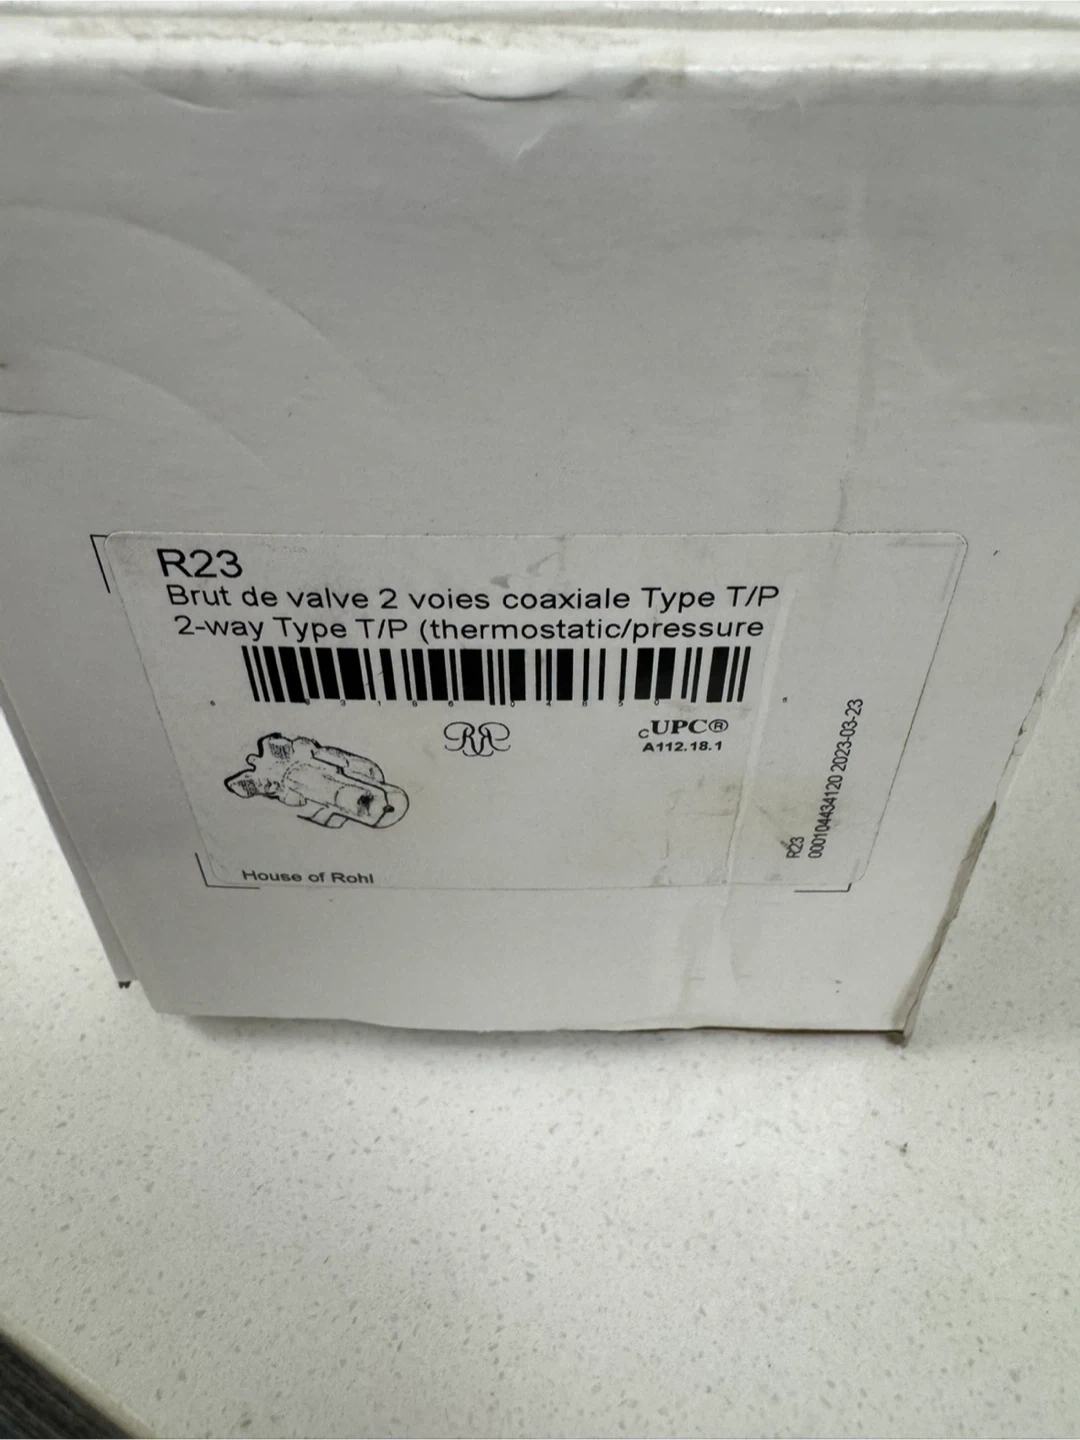 R23
Brut de valve 2 voies coaxiale Type T/P
2-way Type T/P (thermostatic/pressure
cUPC®
A112.18.1
House of Rohl
R23
000104434120 2023-03-23